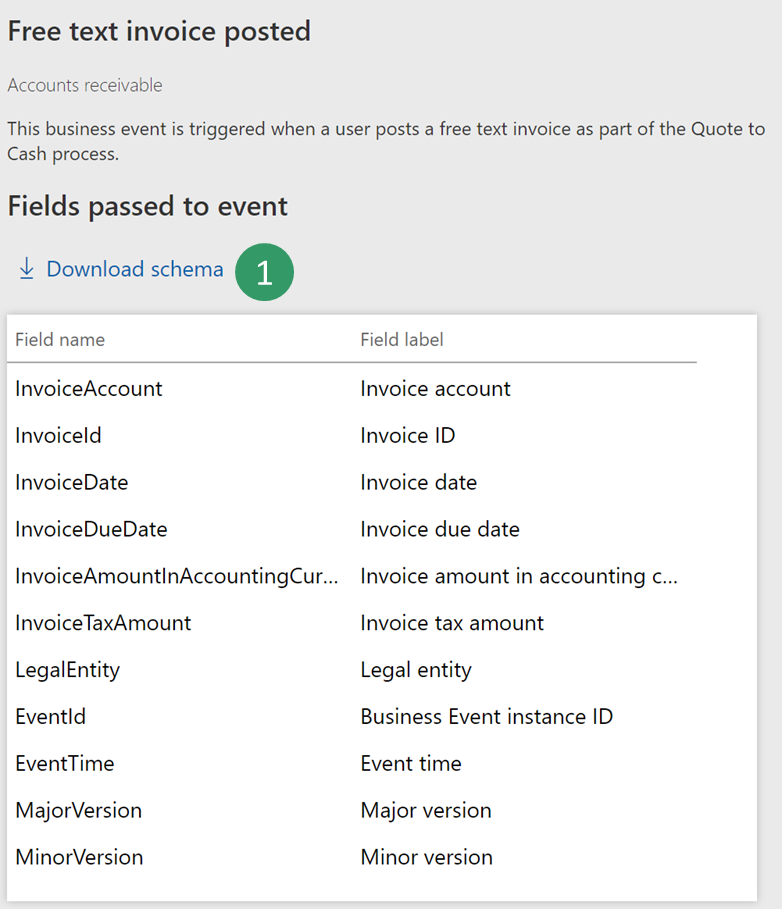 Free text invoice posted
Accounts receivable
This business event is triggered when a user posts a free text invoice as part of the Quote to
Cash process.
Fields passed to event
Download schema 1
Field name Field label
InvoiceAccount Invoice account
InvoiceId Invoice ID
InvoiceDate Invoice date
InvoiceDueDate Invoice due date
InvoiceAmountInAccountingCur... Invoice amount in accounting c...
InvoiceTaxAmount Invoice tax amount
LegalEntity Legal entity
EventId Business Event instance ID
EventTime Event time
MajorVersion Major version
MinorVersion Minor version